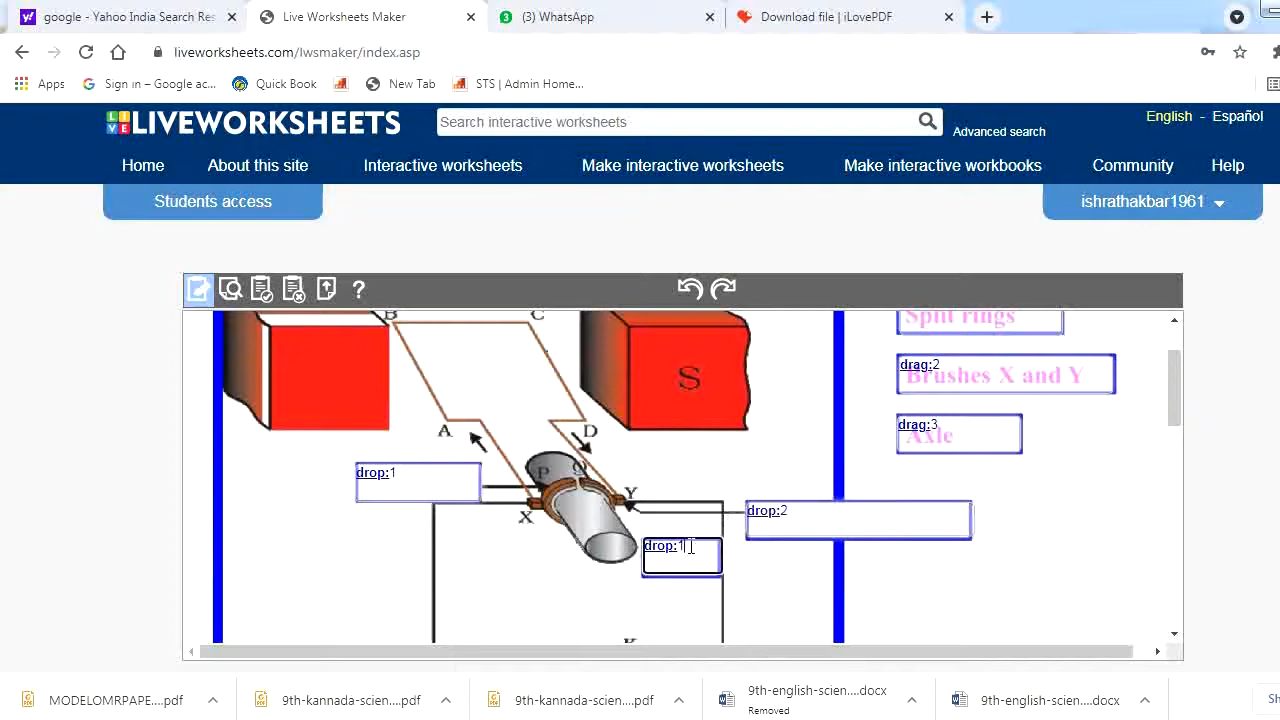 google - Yahoo India Search Res
Live Worksheets Maker
(3) WhatsApp
Download file | iLovePDF
liveworksheets.com/lwsmaker/index.asp
Apps
Sign in – Google ac...
Quick Book
New Tab
STS | Admin Home...
LIVE
LIVEWORKSHEETS
Search interactive worksheets
Advanced search
English - Español
Home
About this site
Interactive worksheets
Make interactive worksheets
Make interactive workbooks
Community
Help
Students access
ishrathakbar1961
?
B
C
Split rings
S
drag:2
Brushes X and Y
A
D
drag:3
Axle
drop:1
P
Q
Y
X
drop:2
drop:1
K
MODELOMRPAPE....pdf
9th-kannada-scien....pdf
9th-kannada-scien....pdf
9th-english-scien....docx
Removed
9th-english-scien....docx